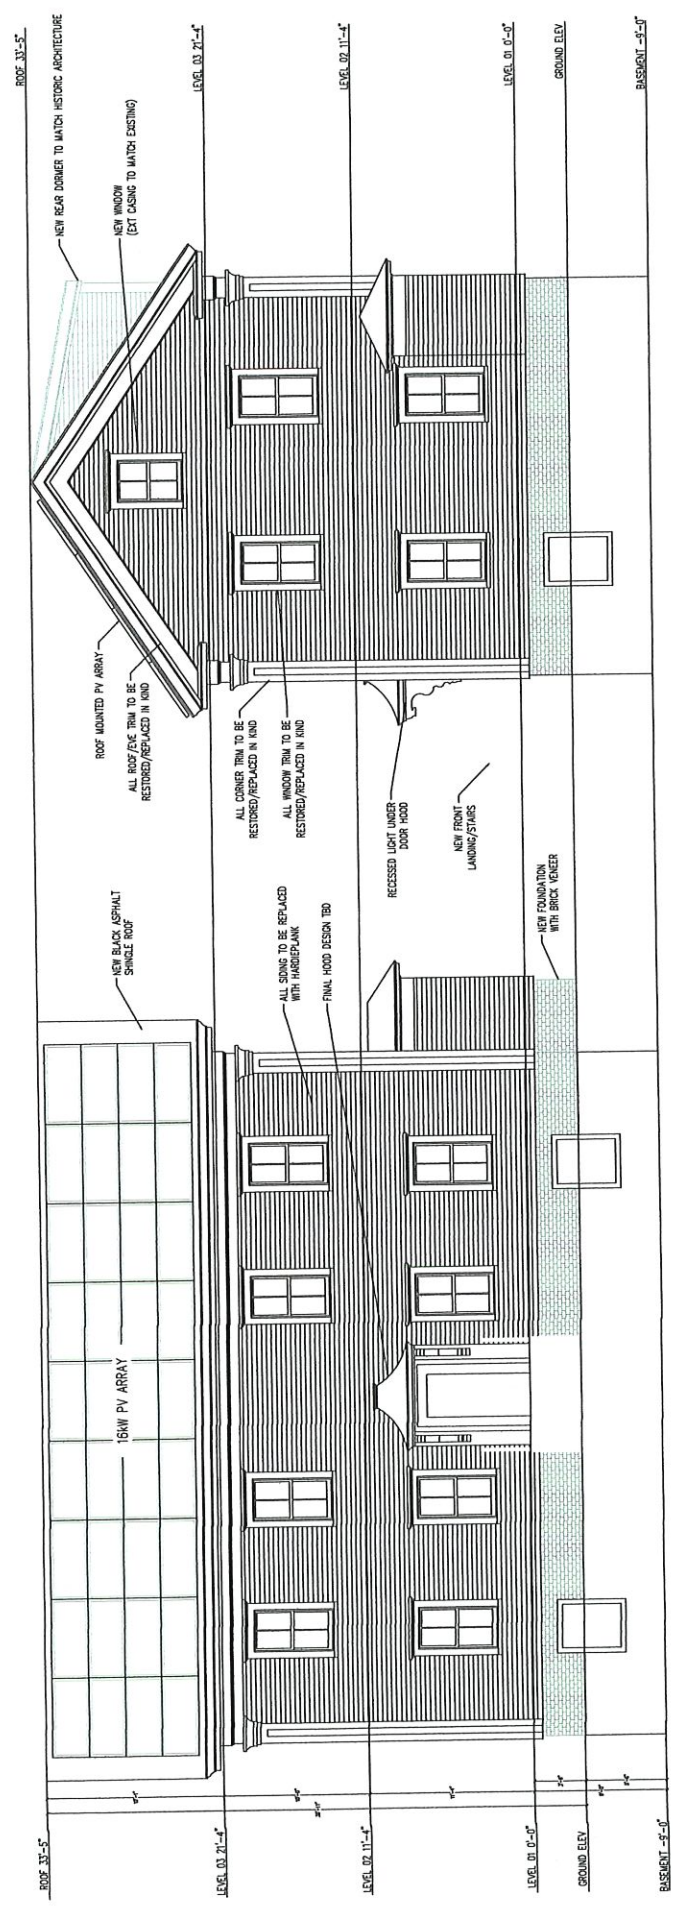 ROOF 33'-5"
LEVEL 03 21'-4"
LEVEL 02 11'-4"
LEVEL 01 0'-0"
GROUND ELEV
BASEMENT -9'-0"
16kW PV ARRAY
NEW BLACK ASPHALT
SHINGLE ROOF
ALL SIDING TO BE REPLACED
WITH HARDIEPLANK
FINAL HOOD DESIGN TBD
NEW FOUNDATION
WITH BRICK VENEER
ROOF MOUNTED PV ARRAY
ALL ROOF/EVE TRIM TO BE
RESTORED/REPLACED IN KIND
ALL CORNER TRIM TO BE
RESTORED/REPLACED IN KIND
ALL WINDOW TRIM TO BE
RESTORED/REPLACED IN KIND
RECESSED LIGHT UNDER
DOOR HOOD
NEW FRONT
LANDING/STAIRS
NEW REAR DORMER TO MATCH HISTORIC ARCHITECTURE
NEW WINDOW
(EXT CASING TO MATCH EXISTING)
ROOF 33'-5"
LEVEL 03 21'-4"
LEVEL 02 11'-4"
LEVEL 01 0'-0"
GROUND ELEV
BASEMENT -9'-0"